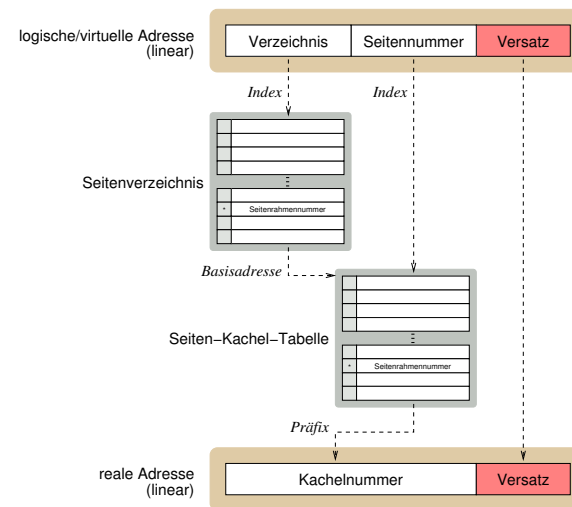 logische/virtuelle Adresse
(linear)
Verzeichnis Seitennummer Versatz
Index Index
Seitenverzeichnis
* Seitenrahmennummer
Basisadresse
Seiten−Kachel−Tabelle
* Seitenrahmennummer
Präfix
reale Adresse
(linear)
Kachelnummer Versatz